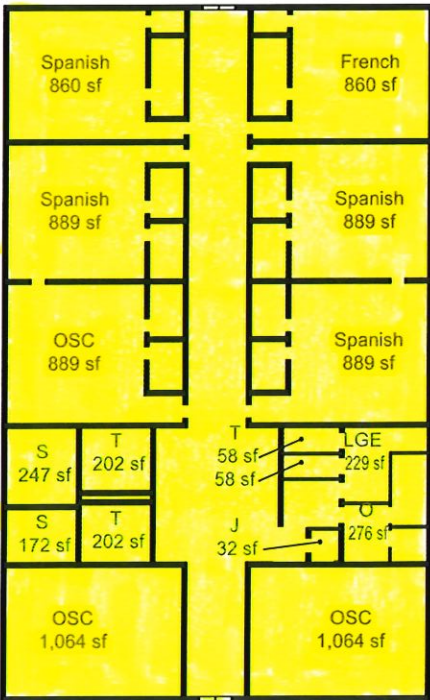 Spanish
860 sf
French
860 sf
Spanish
889 sf
Spanish
889 sf
OSC
889 sf
Spanish
889 sf
S
247 sf
T
202 sf
T
58 sf
58 sf
LGE
229 sf
S
172 sf
T
202 sf
J
32 sf
O
276 sf
OSC
1,064 sf
OSC
1,064 sf